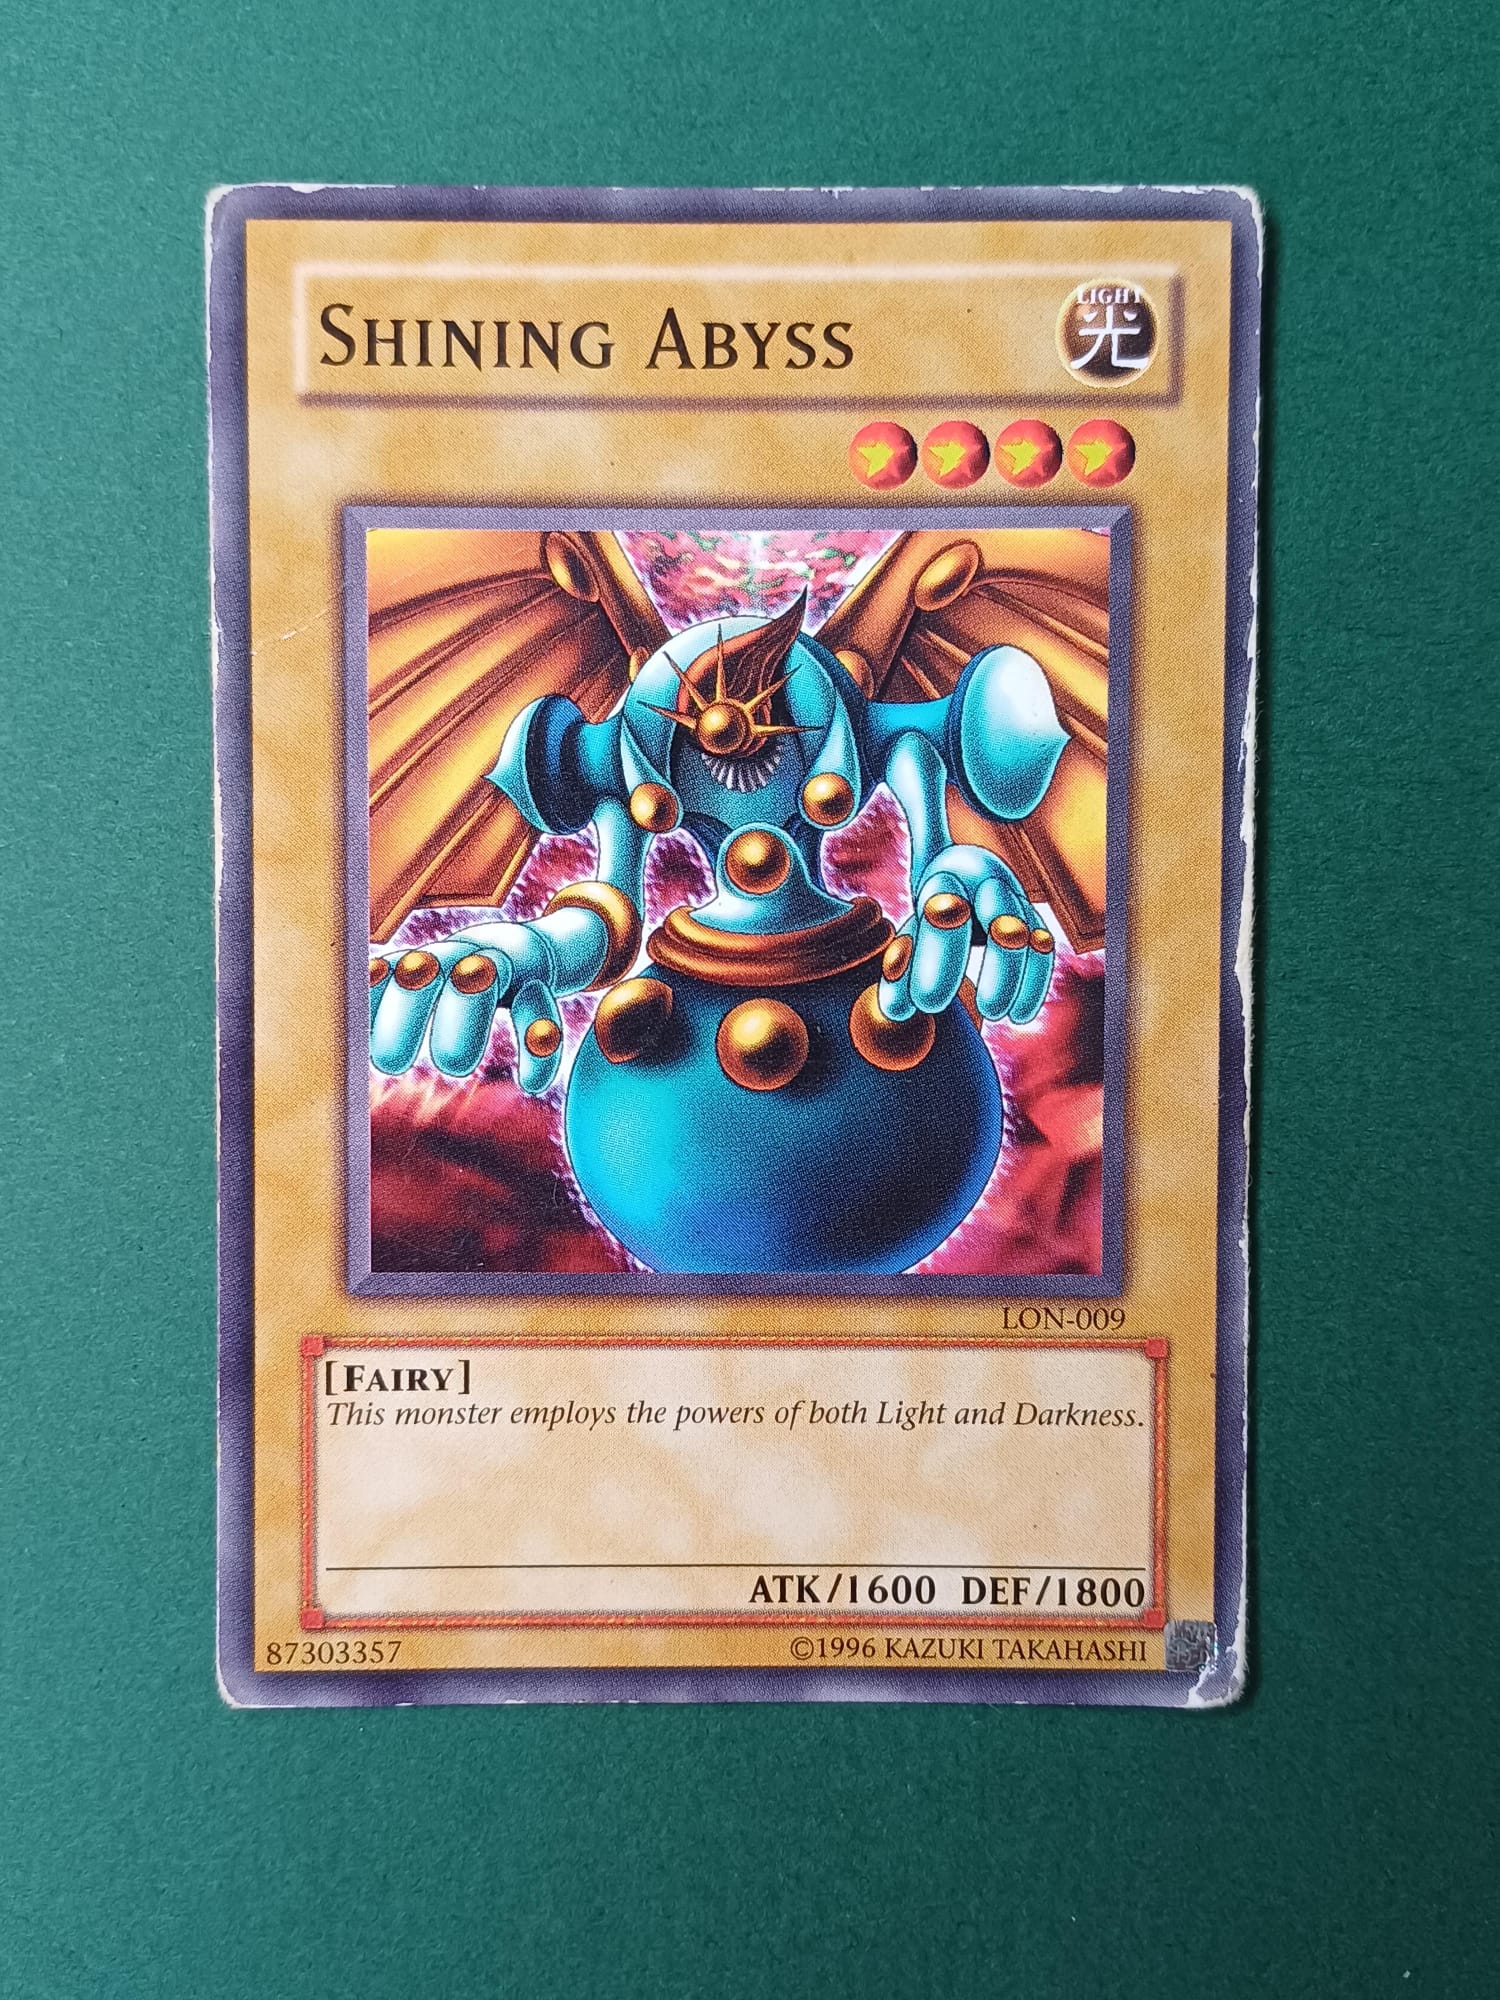 SHINING ABYSS
LIGHT
光
LON-009
[FAIRY]
This monster employs the powers of both Light and Darkness.
ATK/1600 DEF/1800
87303357
©1996 KAZUKI TAKAHASHI